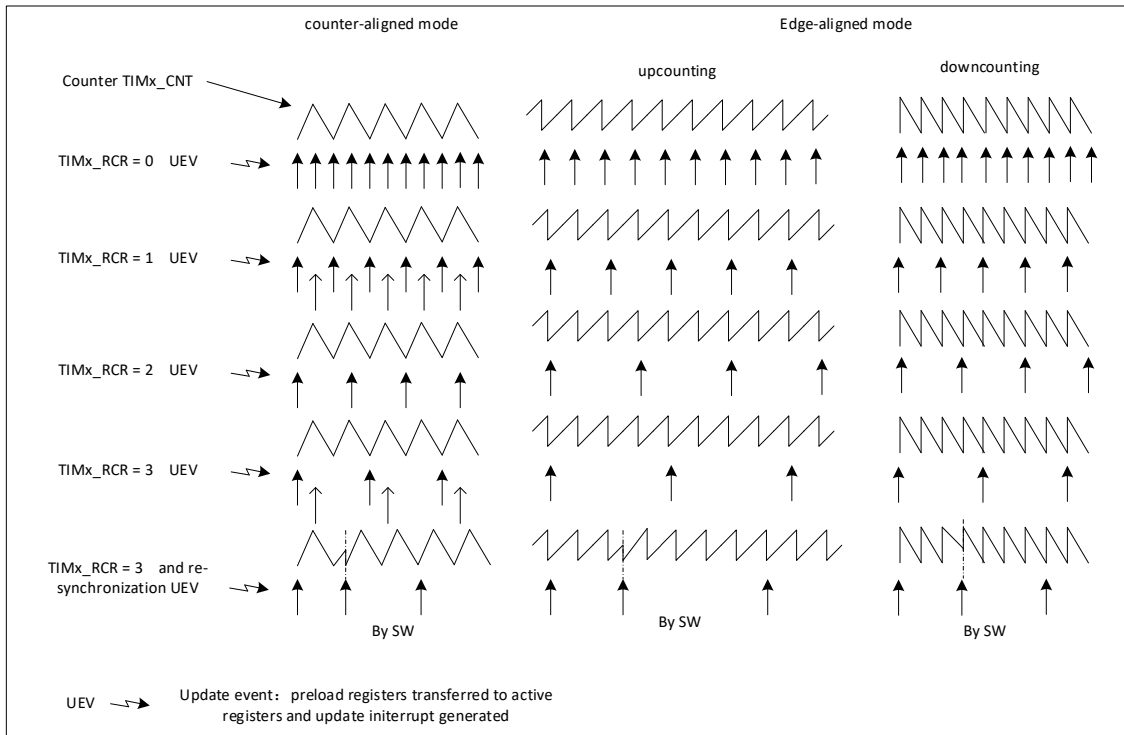 counter-aligned mode
Edge-aligned mode
Counter TIMx_CNT
upcounting
downcounting
TIMx_RCR = 0 UEV
TIMx_RCR = 1 UEV
TIMx_RCR = 2 UEV
TIMx_RCR = 3 UEV
TIMx_RCR = 3 and re-
synchronization UEV
By SW
By SW
By SW
UEV
Update event: preload registers transferred to active
registers and update initerrupt generated